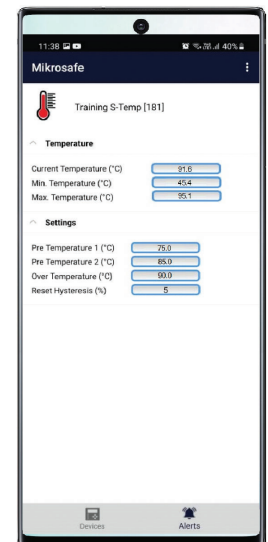 11:38 40%
Mikrosafe
Training S-Temp [181]
Temperature
Current Temperature (°C) 91.8
Min. Temperature (°C) 45.4
Max. Temperature (°C) 95.1
Settings
Pre Temperature 1 (°C) 75.0
Pre Temperature 2 (°C) 85.0
Over Temperature (°C) 90.0
Reset Hysteresis (%) 5
Devices Alerts